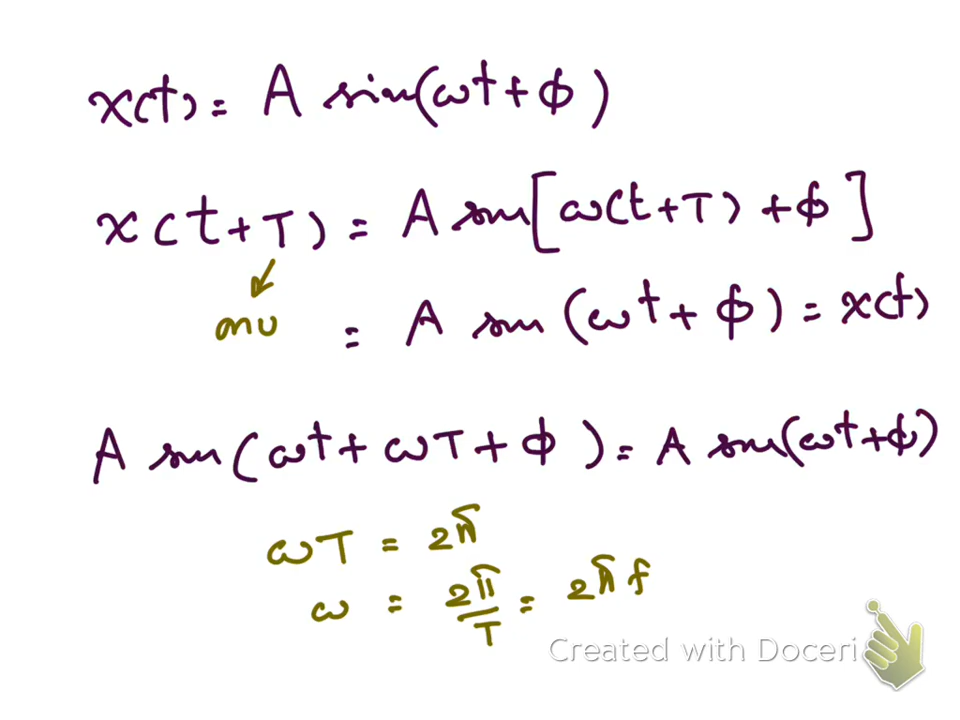 x(t) = A sin(ωt + ϕ)
x(t + T) = A sin[ω(t + T) + ϕ]
= A sin(ωt + ϕ) = x(t)
A sin(ωt + ωT + ϕ) = A sin(ωt + ϕ)
ωT = 2π
ω = 2π/T = 2πf
Created with Doceri